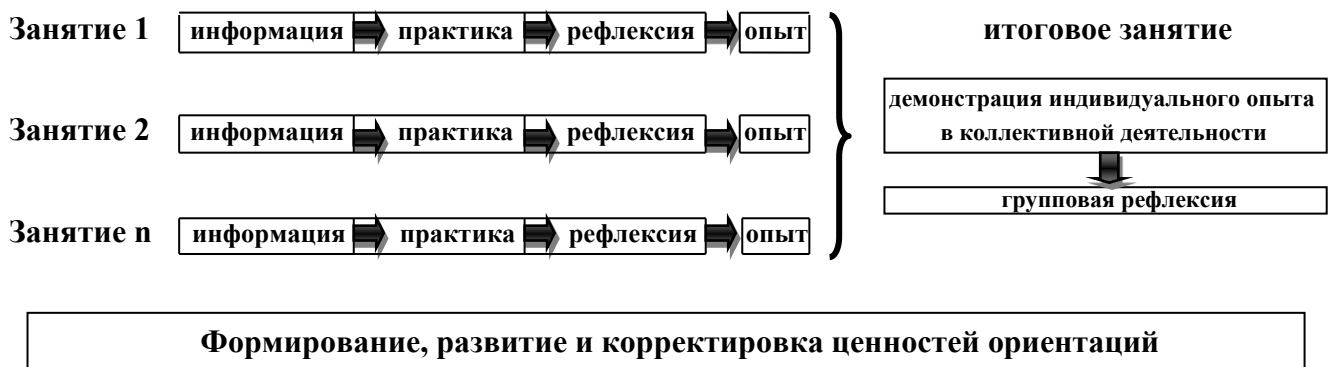 Занятие 1 информация практика рефлексия опыт
итоговое занятие
демонстрация индивидуального опыта
Занятие 2 информация практика рефлексия опыт
в коллективной деятельности
групповая рефлексия
Занятие n информация практика рефлексия опыт
Формирование, развитие и корректировка ценностей ориентаций